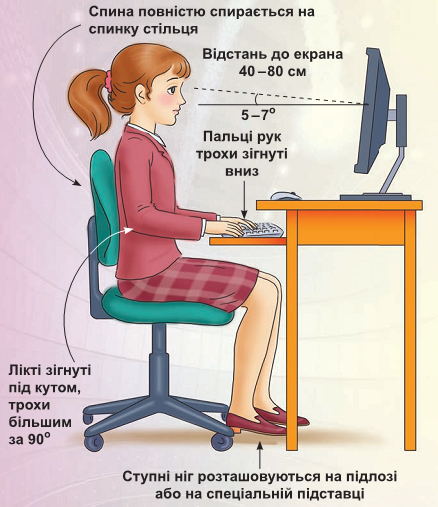 Спина повністю спирається на
спинку стільця
Відстань до екрана
40–80 см
5–7°
Пальці рук
трохи зігнуті
вниз
Лікті зігнуті
під кутом,
трохи
більшим
за 90°
Ступні ніг розташовуються на підлозі
або на спеціальній підставці